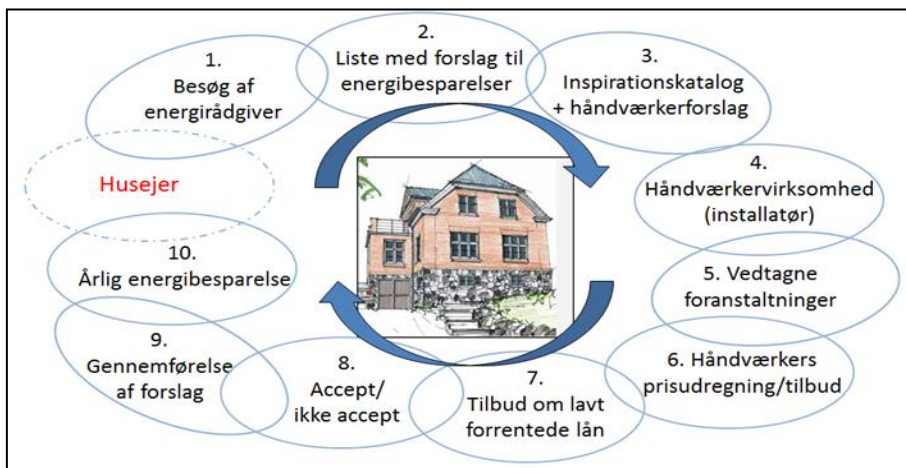 1.
Besøg af
energirådgiver
2.
Liste med forslag til
energibesparelser
3.
Inspirationskatalog
+ håndværkerforslag
4.
Håndværkervirksomhed
(installatør)
5. Vedtagne
foranstaltninger
6. Håndværkers
prisudregning/tilbud
7.
Tilbud om lavt
forrentede lån
8.
Accept/
ikke accept
9.
Gennemførelse
af forslag
10.
Årlig energibesparelse
Husejer